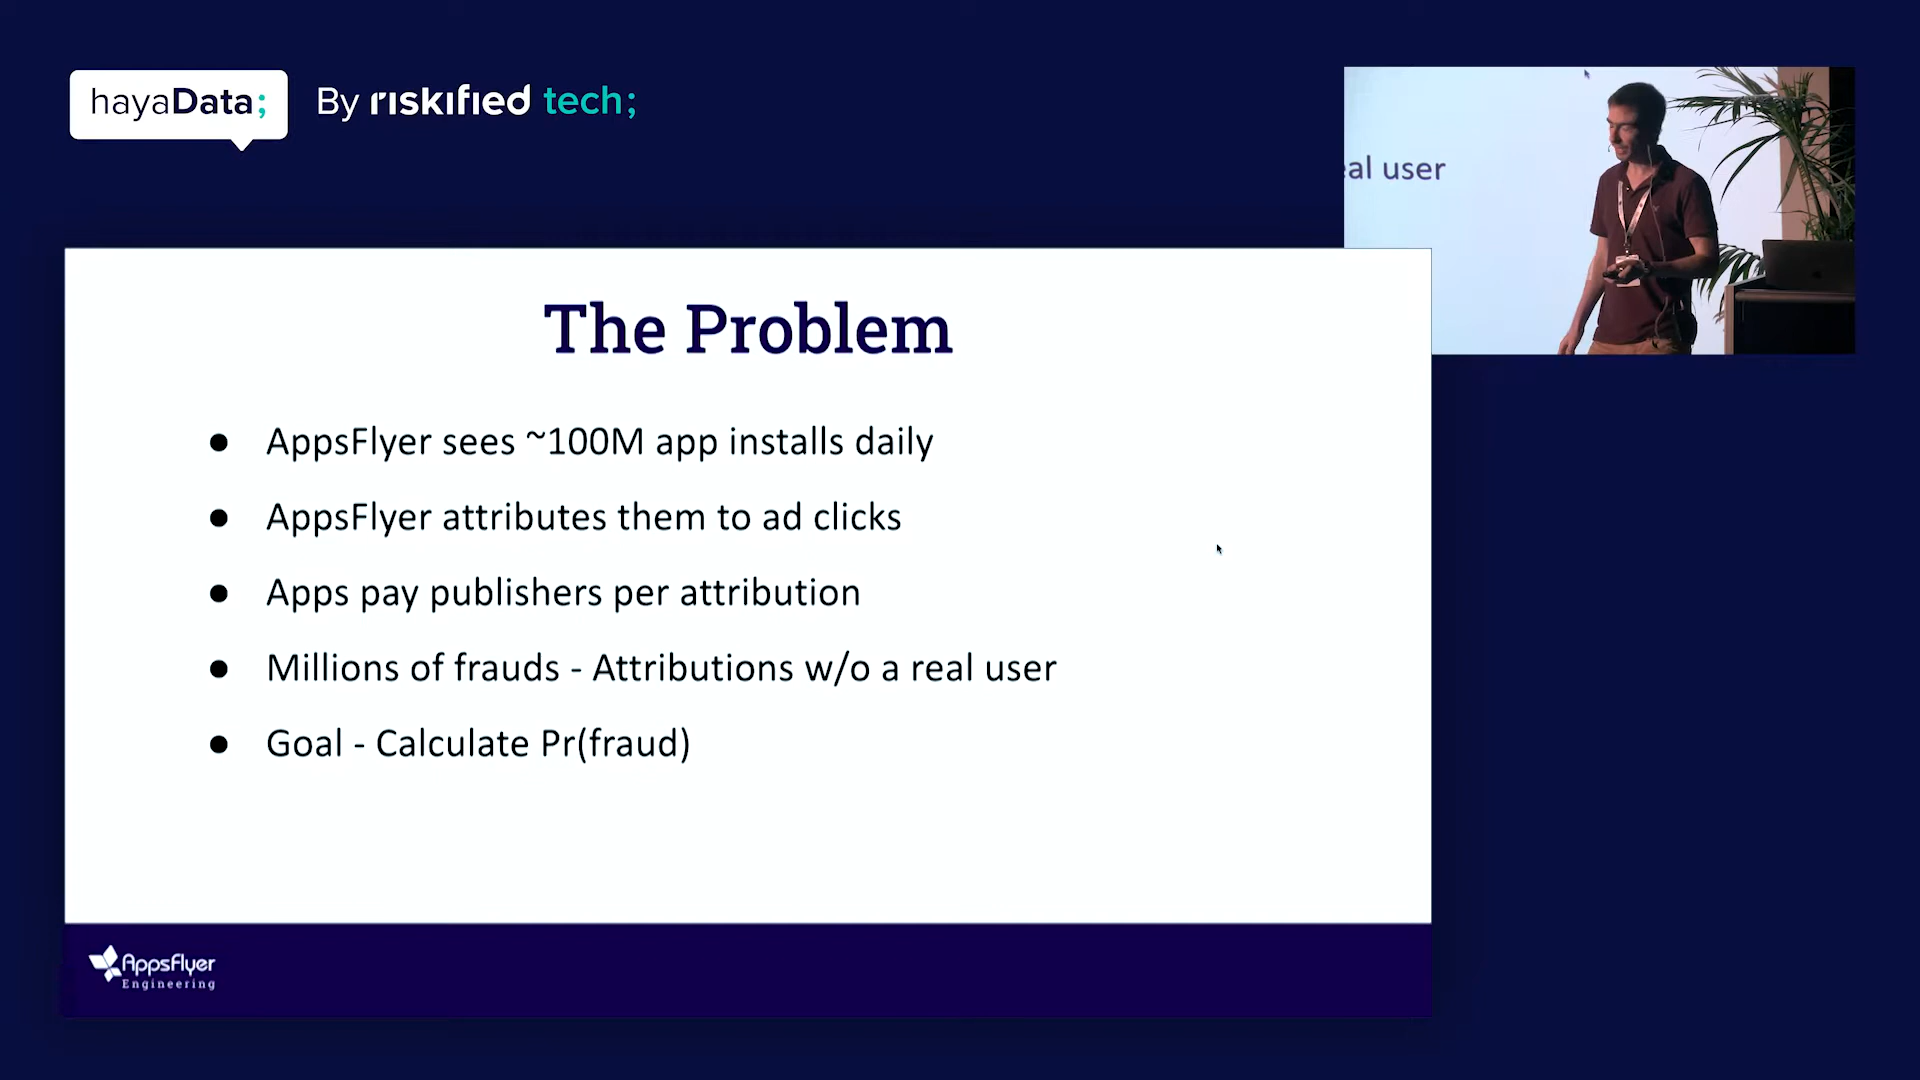 hayaData;
By riskified tech;
eal user
The Problem
● AppsFlyer sees ~100M app installs daily
● AppsFlyer attributes them to ad clicks
● Apps pay publishers per attribution
● Millions of frauds - Attributions w/o a real user
● Goal - Calculate Pr(fraud)
AppsFlyer
Engineering